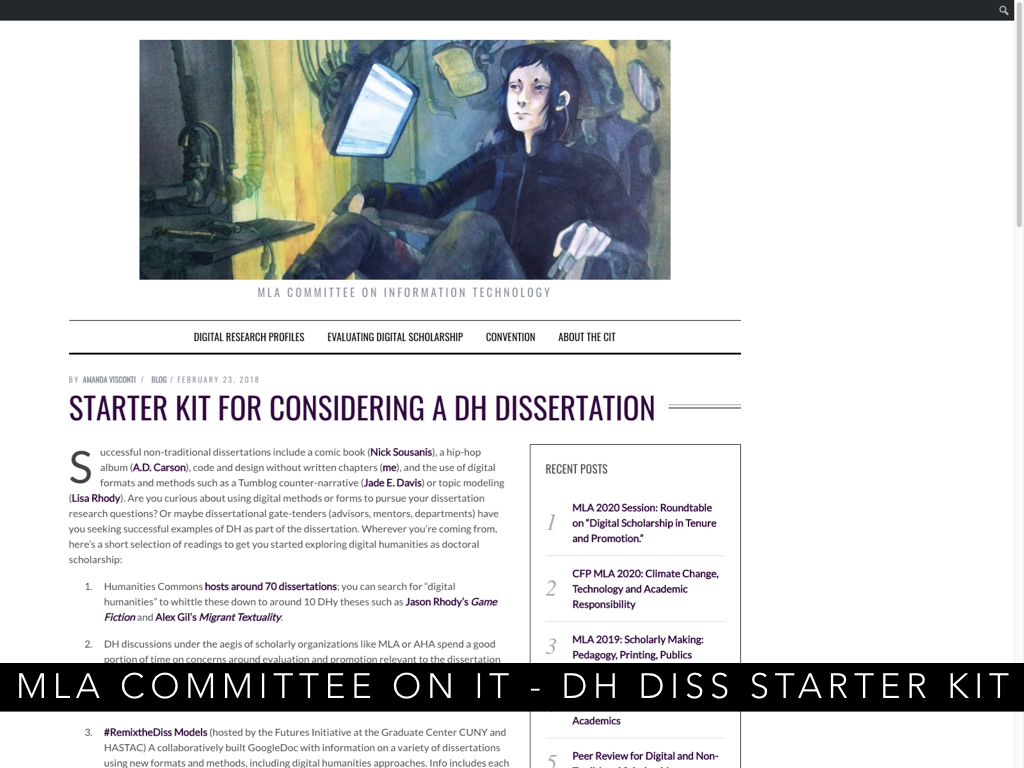 MLA COMMITTEE ON INFORMATION TECHNOLOGY
DIGITAL RESEARCH PROFILES EVALUATING DIGITAL SCHOLARSHIP CONVENTION ABOUT THE CIT
BY AMANDA VISCONTI / BLOG / FEBRUARY 23, 2018
STARTER KIT FOR CONSIDERING A DH DISSERTATION
Successful non-traditional dissertations include a comic book (Nick Sousanis), a hip-hop
album (A.D. Carson), code and design without written chapters (me), and the use of digital
formats and methods such as a Tumblog counter-narrative (Jade E. Davis) or topic modeling
(Lisa Rhody). Are you curious about using digital methods or forms to pursue your dissertation
research questions? Or maybe dissertational gate-tenders (advisors, mentors, departments) have
you seeking successful examples of DH as part of the dissertation. Wherever you're coming from,
here's a short selection of readings to get you started exploring digital humanities as doctoral
scholarship:
1. Humanities Commons hosts around 70 dissertations; you can search for "digital
humanities" to whittle these down to around 10 DHy theses such as Jason Rhody's Game
Fiction and Alex Gil's Migrant Textuality.
2. DH discussions under the aegis of scholarly organizations like MLA or AHA spend a good
portion of time on concerns around evaluation and promotion relevant to the dissertation
3. #RemixtheDiss Models (hosted by the Futures Initiative at the Graduate Center CUNY and
HASTAC) A collaboratively built GoogleDoc with information on a variety of dissertations
using new formats and methods, including digital humanities approaches. Info includes each
RECENT POSTS
1 MLA 2020 Session: Roundtable
on "Digital Scholarship in Tenure
and Promotion."
2 CFP MLA 2020: Climate Change,
Technology and Academic
Responsibility
3 MLA 2019: Scholarly Making:
Pedagogy, Printing, Publics
Academics
5 Peer Review for Digital and Non-
MLA COMMITTEE ON IT - DH DISS STARTER KIT